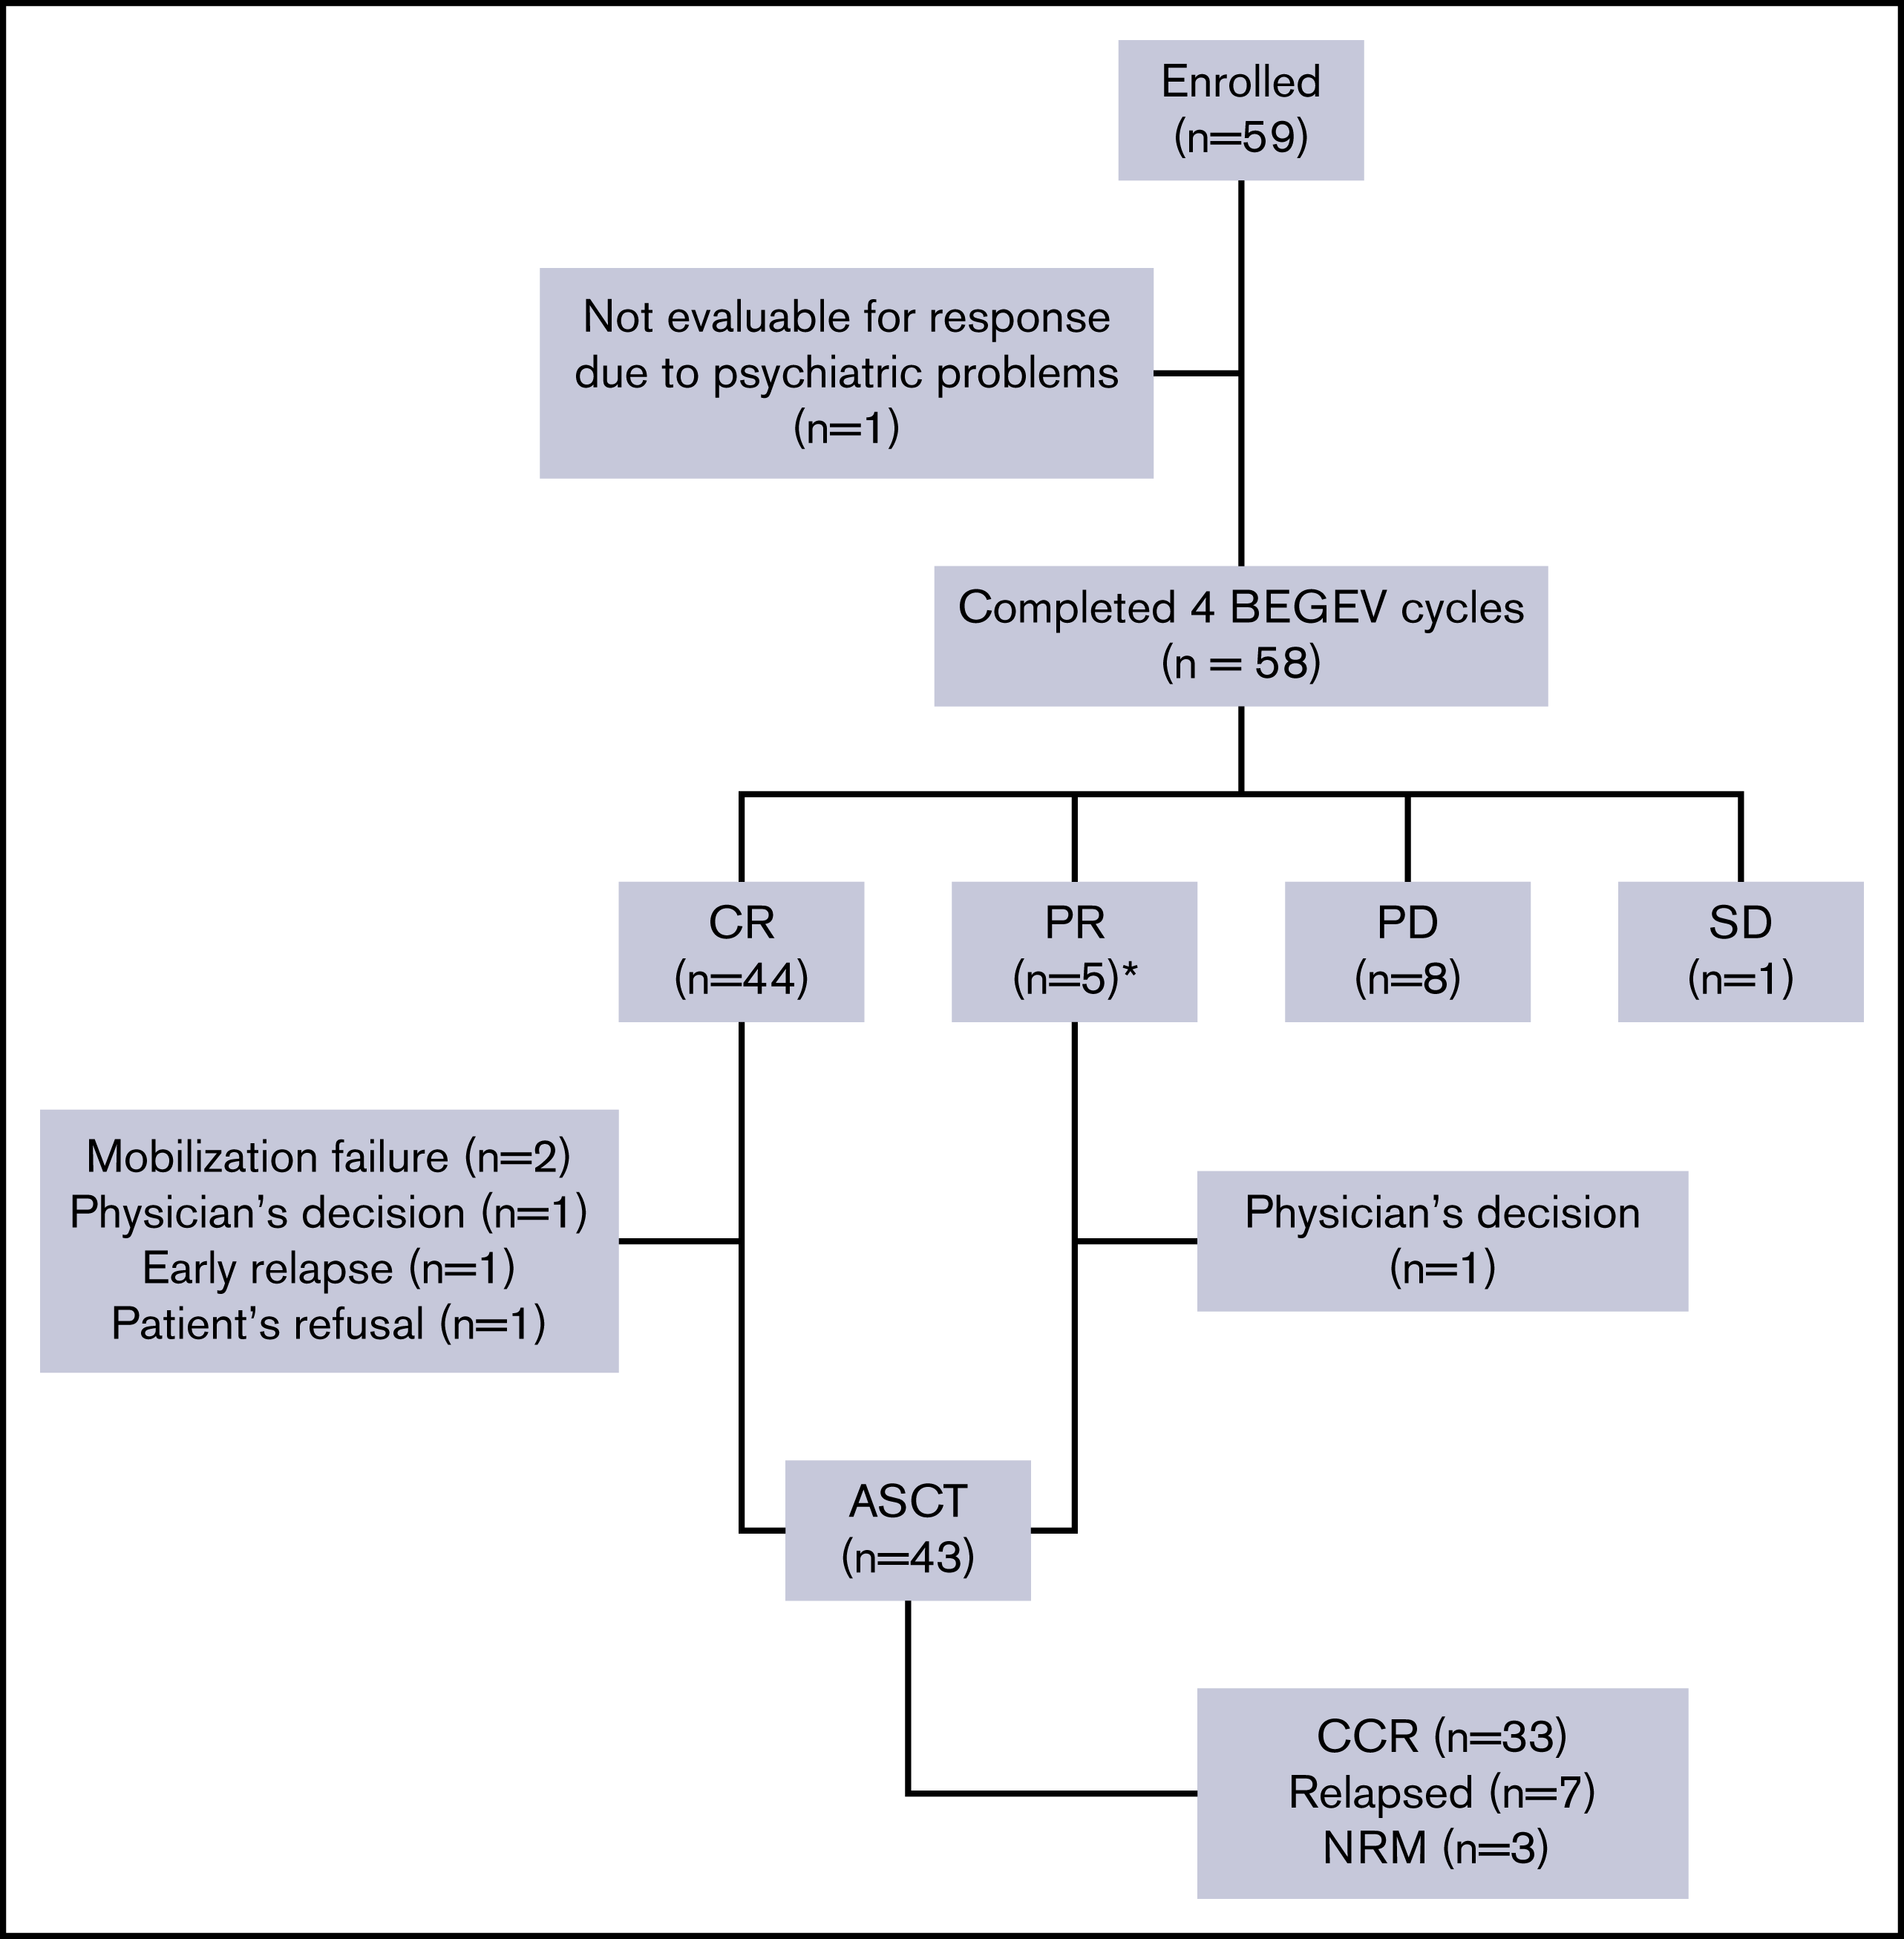 Enrolled
(n=59)
Not evaluable for response
due to psychiatric problems
(n=1)
Completed 4 BEGEV cycles
(n = 58)
CR
(n=44)
PR
(n=5)*
PD
(n=8)
SD
(n=1)
Mobilization failure (n=2)
Physician’s decision (n=1)
Early relapse (n=1)
Patient’s refusal (n=1)
Physician’s decision
(n=1)
ASCT
(n=43)
CCR (n=33)
Relapsed (n=7)
NRM (n=3)